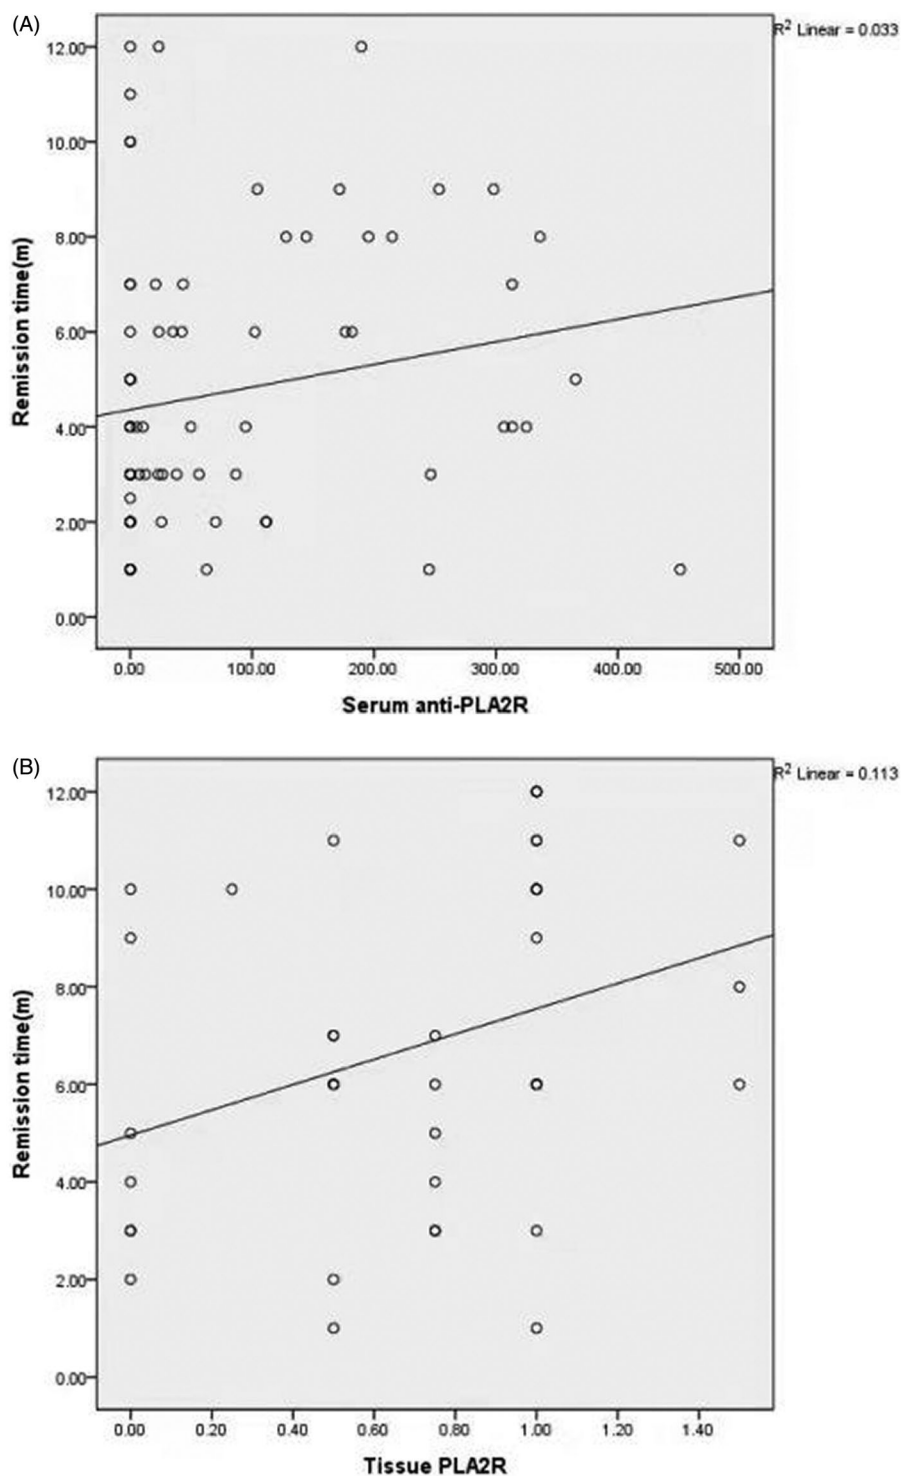 (A)
R² Linear = 0.033
12.00
10.00
8.00
6.00
4.00
2.00
0.00
Remission time(m)
0.00 100.00 200.00 300.00 400.00 500.00
Serum anti-PLA2R
(B)
R² Linear = 0.113
12.00
10.00
8.00
6.00
4.00
2.00
0.00
Remission time(m)
0.00 0.20 0.40 0.60 0.80 1.00 1.20 1.40
Tissue PLA2R